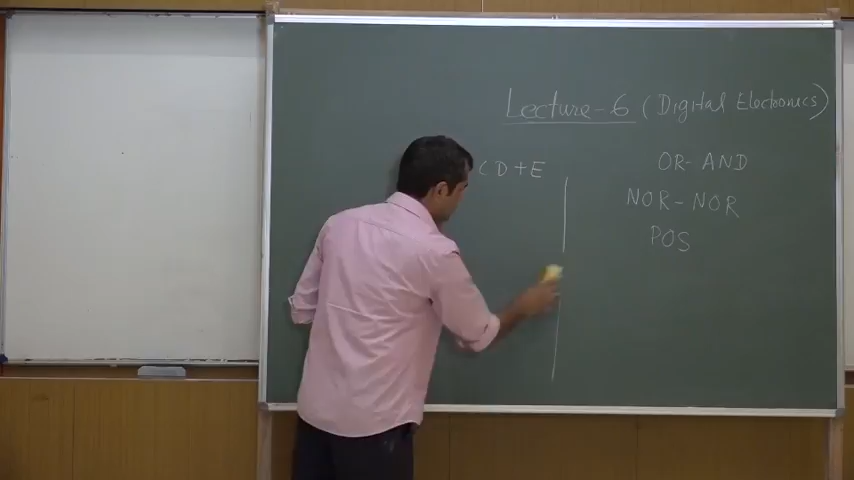 Lecture-6 (Digital Electronics)
CD+E
OR-AND
NOR-NOR
POS